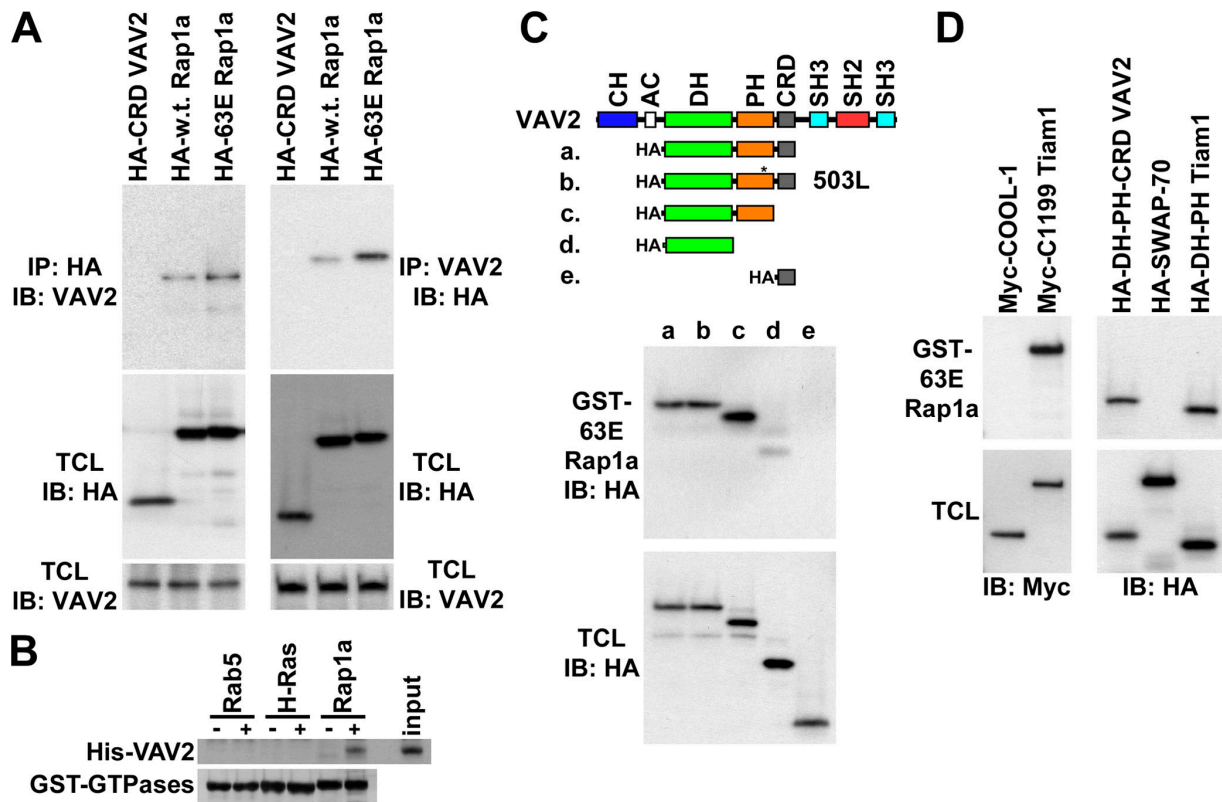 A
HA-CRD VAV2
HA-w.t. Rap1a
HA-63E Rap1a
HA-CRD VAV2
HA-w.t. Rap1a
HA-63E Rap1a
IP: HA
IB: VAV2
IP: VAV2
IB: HA
TCL
IB: HA
TCL
IB: HA
TCL
IB: VAV2
TCL
IB: VAV2
B
Rab5
H-Ras
Rap1a
input
- + - + - +
His-VAV2
GST-GTPases
C
CH
AC
DH
PH
CRD
SH3
SH2
SH3
VAV2
a. HA
b. HA * 503L
c. HA
d. HA
e. HA
a b c d e
GST-
63E
Rap1a
IB: HA
TCL
IB: HA
D
Myc-COOL-1
Myc-C1199 Tiam1
HA-DH-PH-CRD VAV2
HA-SWAP-70
HA-DH-PH Tiam1
GST-
63E
Rap1a
TCL
IB: Myc
IB: HA